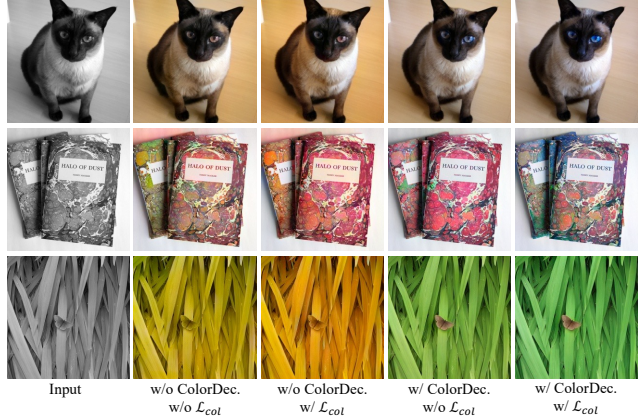 HALO OF DUST
HALO OF DUST
HALO OF DUST
HALO OF DUST
HALO OF DUST
Input
w/o ColorDec.
w/o ℒcol
w/o ColorDec.
w/ ℒcol
w/ ColorDec.
w/o ℒcol
w/ ColorDec.
w/ ℒcol